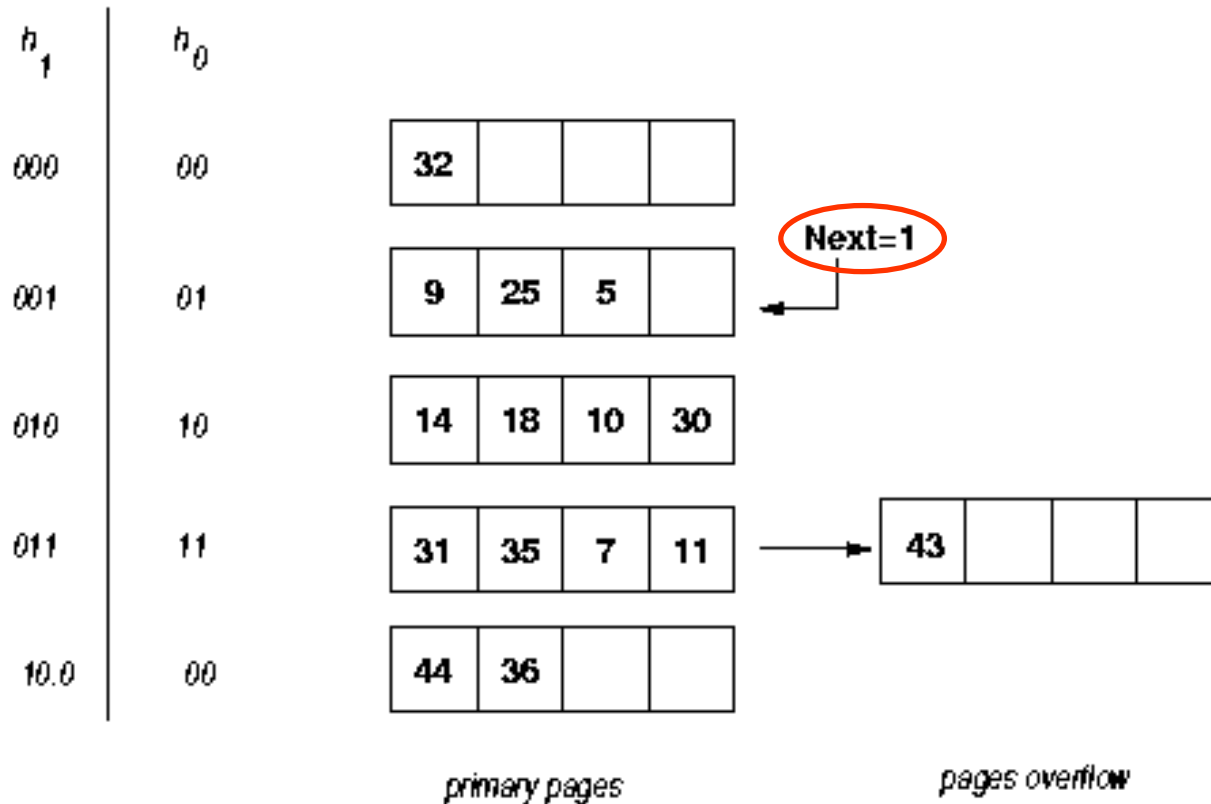 h1 h0
000 00 32
Next=1
001 01 9 25 5
010 10 14 18 10 30
011 11 31 35 7 11 43
10.0 00 44 36
primary pages pages overflow